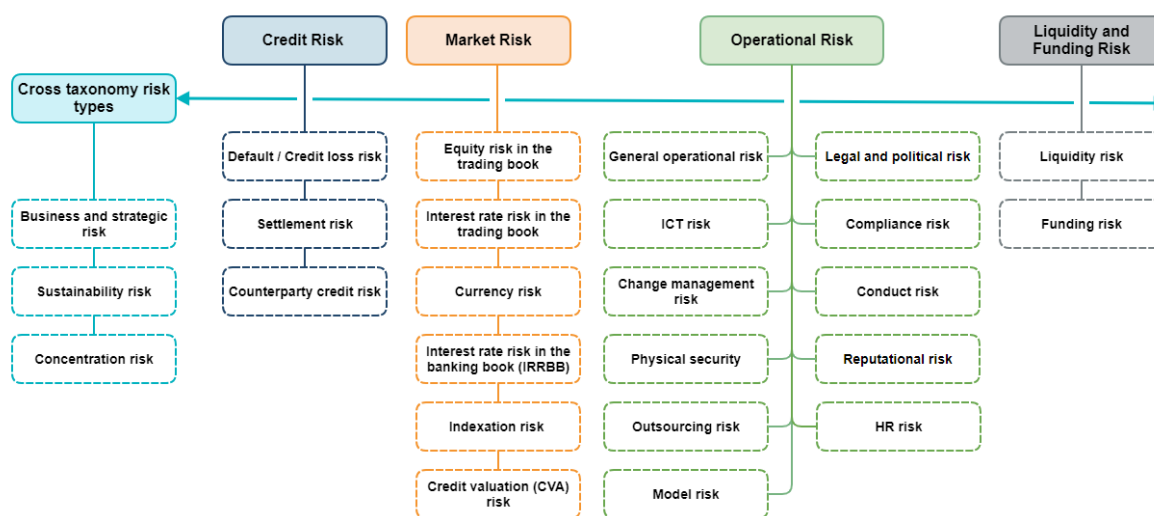 Credit Risk
Market Risk
Operational Risk
Liquidity and
Funding Risk
Cross taxonomy risk
types
Business and strategic
risk
Sustainability risk
Concentration risk
Default / Credit loss risk
Settlement risk
Counterparty credit risk
Equity risk in the
trading book
Interest rate risk in the
trading book
Currency risk
Interest rate risk in the
banking book (IRRBB)
Indexation risk
Credit valuation (CVA)
risk
General operational risk
ICT risk
Change management
risk
Physical security
Outsourcing risk
Model risk
Legal and political risk
Compliance risk
Conduct risk
Reputational risk
HR risk
Liquidity risk
Funding risk